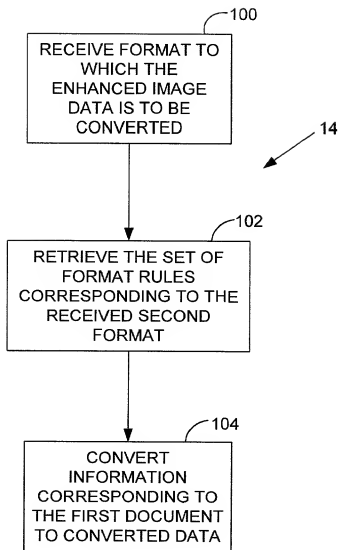 100
RECEIVE FORMAT TO
WHICH THE
ENHANCED IMAGE
DATA IS TO BE
CONVERTED
14
102
RETRIEVE THE SET OF
FORMAT RULES
CORRESPONDING TO THE
RECEIVED SECOND
FORMAT
104
CONVERT
INFORMATION
CORRESPONDING TO
THE FIRST DOCUMENT
TO CONVERTED DATA